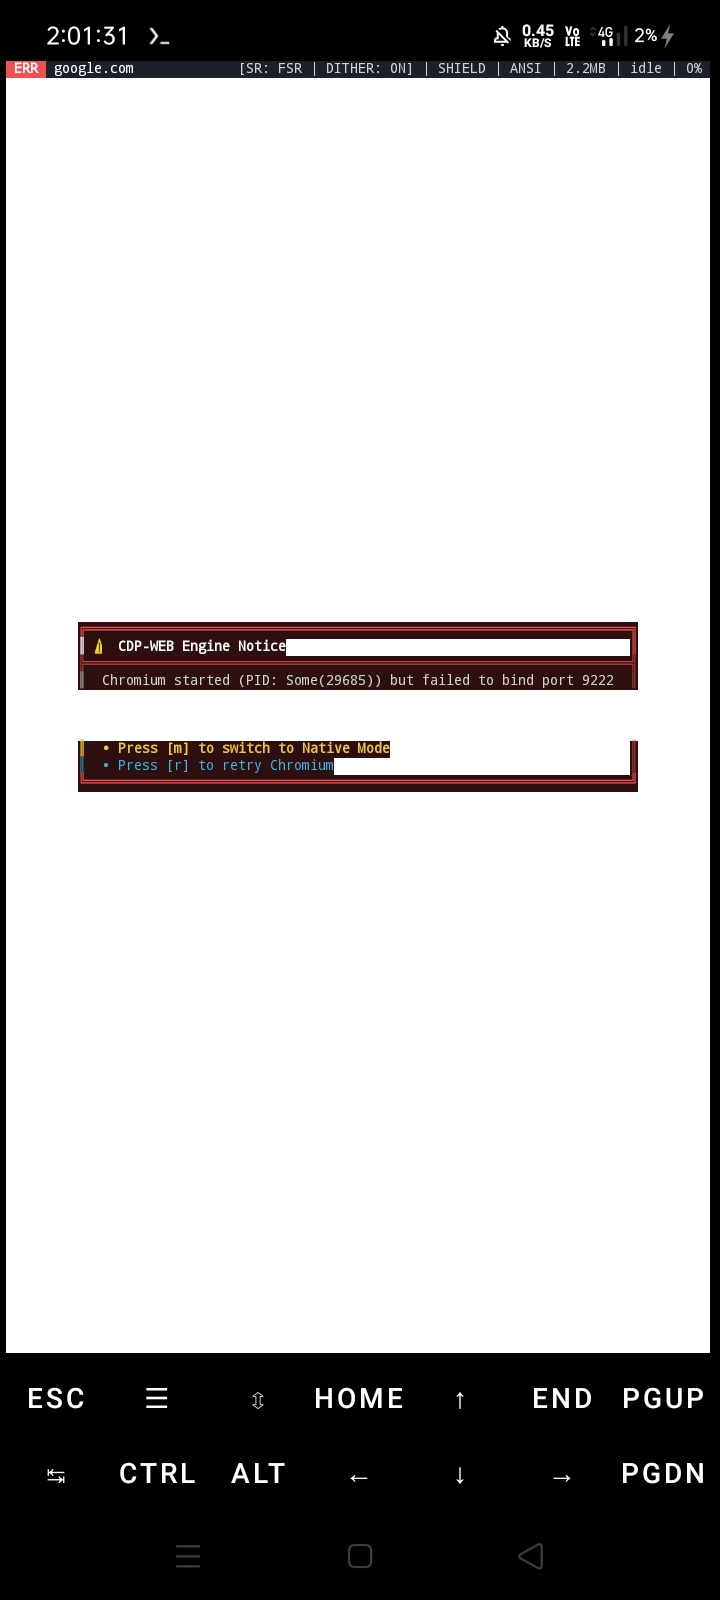 2:01:31
0.45 KB/S Vo LTE 4G 2%
ERR google.com [SR: FSR | DITHER: ON] | SHIELD | ANSI | 2.2MB | idle | 0%
CDP-WEB Engine Notice
Chromium started (PID: Some(29685)) but failed to bind port 9222
• Press [m] to switch to Native Mode
• Press [r] to retry Chromium
ESC ☰ ⇳ HOME ↑ END PGUP
↹ CTRL ALT ← ↓ → PGDN